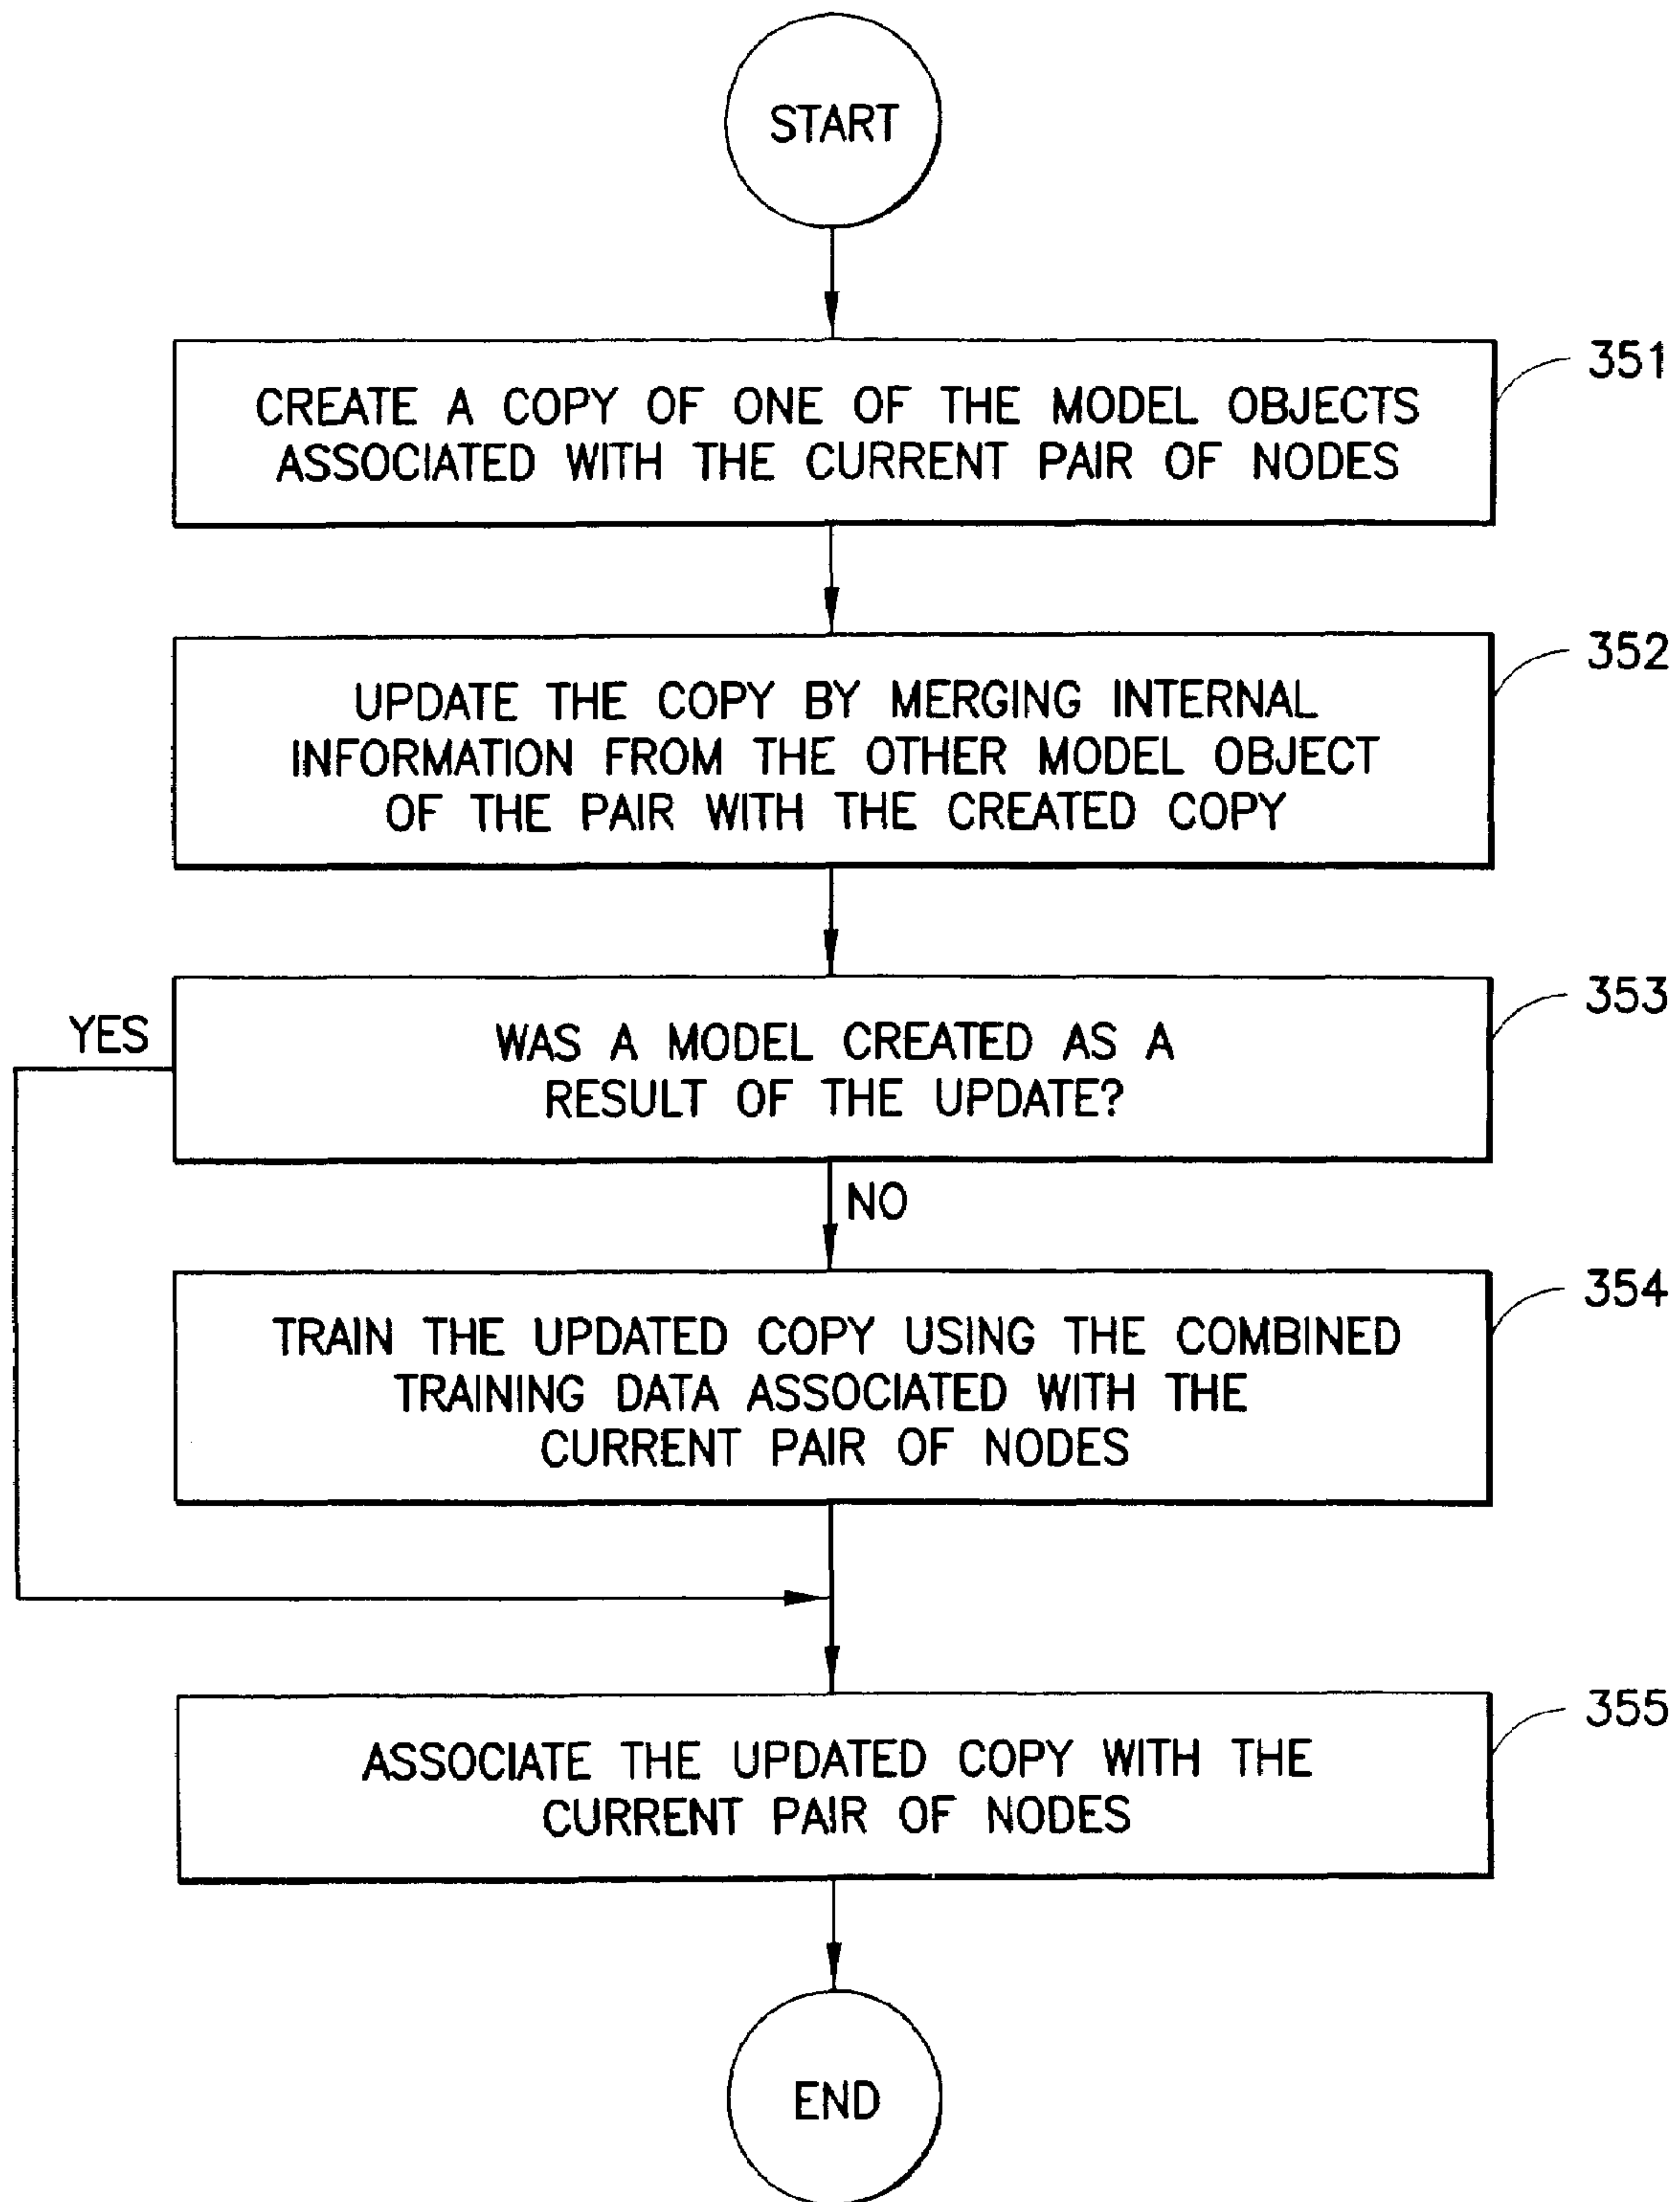 START
CREATE A COPY OF ONE OF THE MODEL OBJECTS
ASSOCIATED WITH THE CURRENT PAIR OF NODES
351
UPDATE THE COPY BY MERGING INTERNAL
INFORMATION FROM THE OTHER MODEL OBJECT
OF THE PAIR WITH THE CREATED COPY
352
YES
WAS A MODEL CREATED AS A
RESULT OF THE UPDATE?
353
NO
TRAIN THE UPDATED COPY USING THE COMBINED
TRAINING DATA ASSOCIATED WITH THE
CURRENT PAIR OF NODES
354
ASSOCIATE THE UPDATED COPY WITH THE
CURRENT PAIR OF NODES
355
END